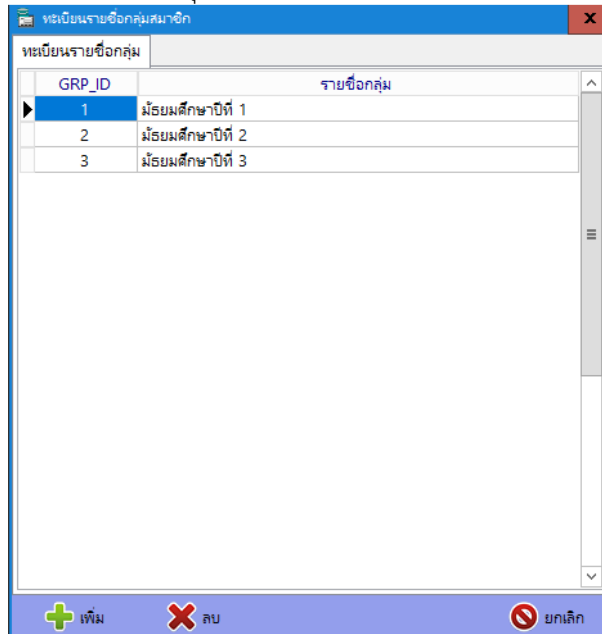 ทะเบียนรายชื่อกลุ่มสมาชิก x
ทะเบียนรายชื่อกลุ่ม
GRP_ID รายชื่อกลุ่ม
1 มัธยมศึกษาปีที่ 1
2 มัธยมศึกษาปีที่ 2
3 มัธยมศึกษาปีที่ 3
เพิ่ม ลบ ยกเลิก